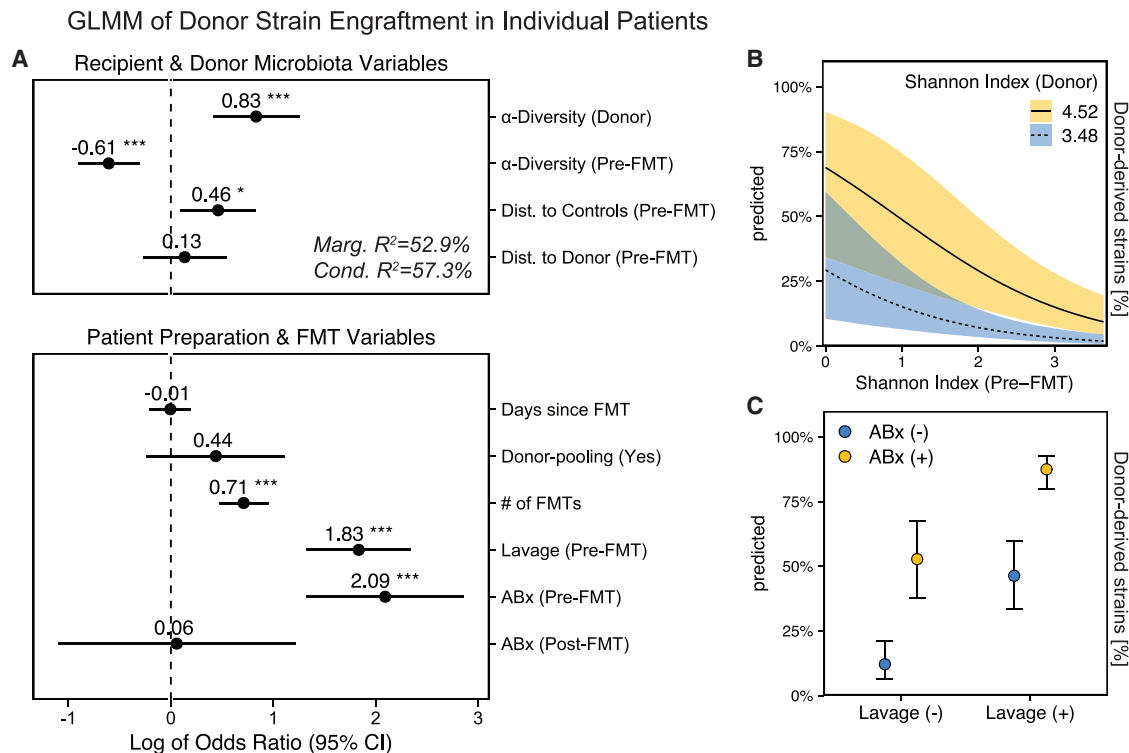 GLMM of Donor Strain Engraftment in Individual Patients
A
Recipient & Donor Microbiota Variables
0.83 ***
α-Diversity (Donor)
-0.61 ***
α-Diversity (Pre-FMT)
0.46 *
Dist. to Controls (Pre-FMT)
0.13
Dist. to Donor (Pre-FMT)
Marg. R²=52.9%
Cond. R²=57.3%
Patient Preparation & FMT Variables
-0.01
Days since FMT
0.44
Donor-pooling (Yes)
0.71 ***
# of FMTs
1.83 ***
Lavage (Pre-FMT)
2.09 ***
ABx (Pre-FMT)
0.06
ABx (Post-FMT)
-1 0 1 2 3
Log of Odds Ratio (95% CI)
B
Shannon Index (Donor)
4.52
3.48
100%
75%
50%
25%
0%
predicted
Donor-derived strains [%]
0 1 2 3
Shannon Index (Pre–FMT)
C
ABx (-)
ABx (+)
100%
75%
50%
25%
0%
predicted
Donor-derived strains [%]
Lavage (-) Lavage (+)